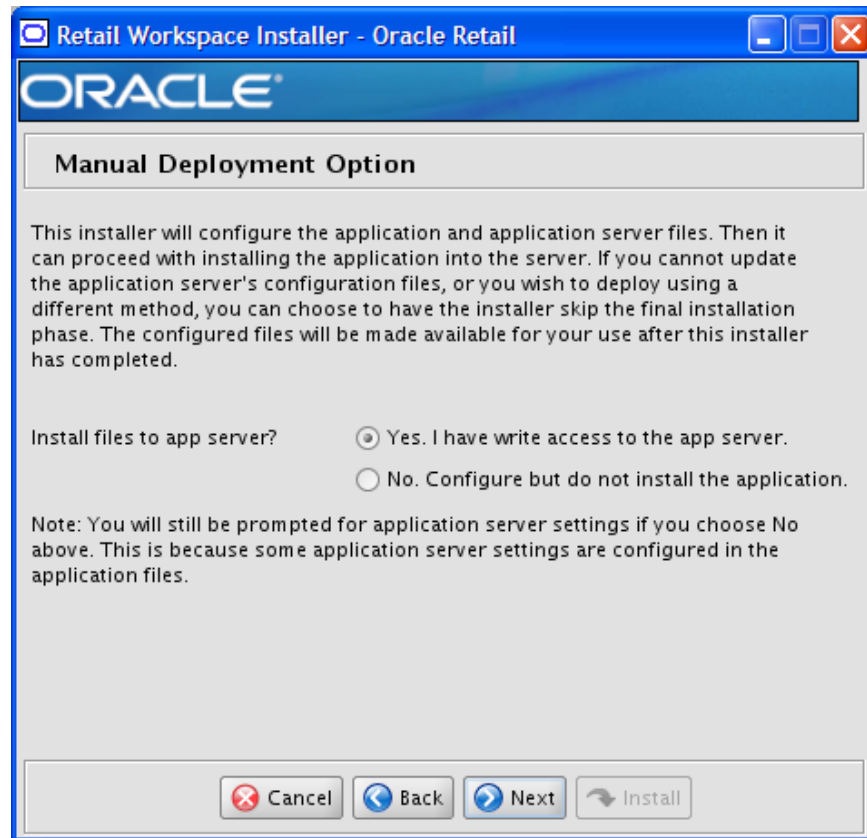 Retail Workspace Installer - Oracle Retail
ORACLE®
Manual Deployment Option
This installer will configure the application and application server files. Then it
can proceed with installing the application into the server. If you cannot update
the application server's configuration files, or you wish to deploy using a
different method, you can choose to have the installer skip the final installation
phase. The configured files will be made available for your use after this installer
has completed.
Install files to app server?
Yes. I have write access to the app server.
No. Configure but do not install the application.
Note: You will still be prompted for application server settings if you choose No
above. This is because some application server settings are configured in the
application files.
Cancel Back Next Install